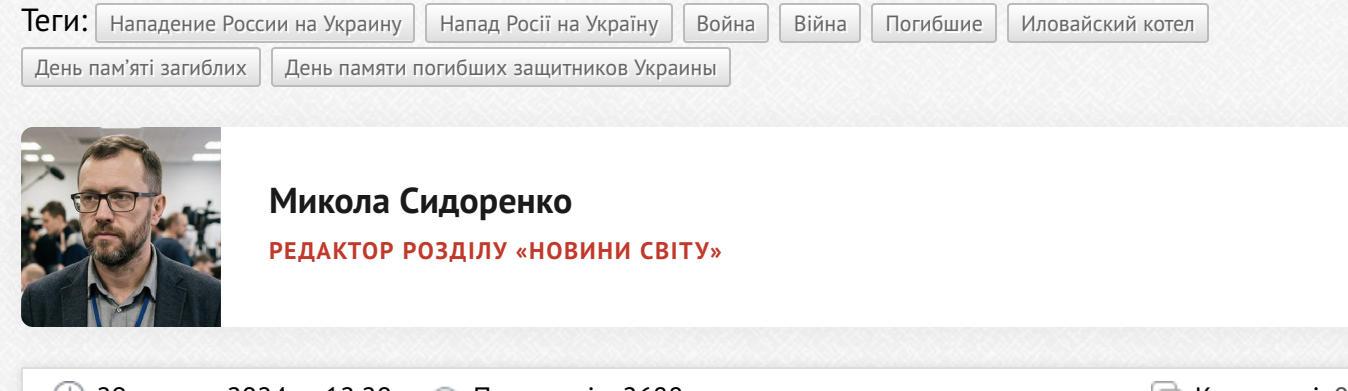 Теги: Нападение России на Украину Напад Росії на Україну Война Війна Погибшие Иловайский котел
День пам’яті загиблих День памяти погибших защитников Украины
Микола Сидоренко
РЕДАКТОР РОЗДІЛУ «НОВИНИ СВІТУ»